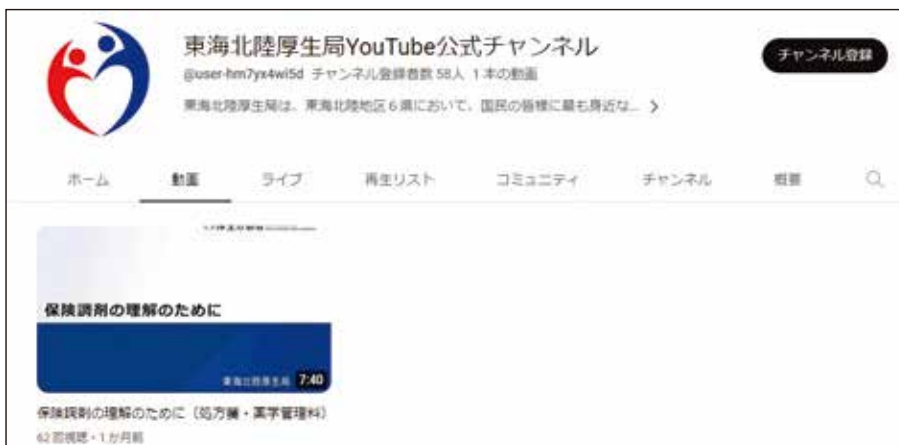 東海北陸厚生局YouTube公式チャンネル
@user-hm7yx4wi5d チャンネル登録者数 58人 1本の動画
チャンネル登録
東海北陸厚生局は、東海北陸地区6県において、国民の皆様に最も身近な...
ホーム 動画 ライブ 再生リスト コミュニティ チャンネル 概要
保険調剤の理解のために
東海北陸厚生局 7:40
保険調剤の理解のために（処方箋・薬学管理料）
62回視聴・1か月前